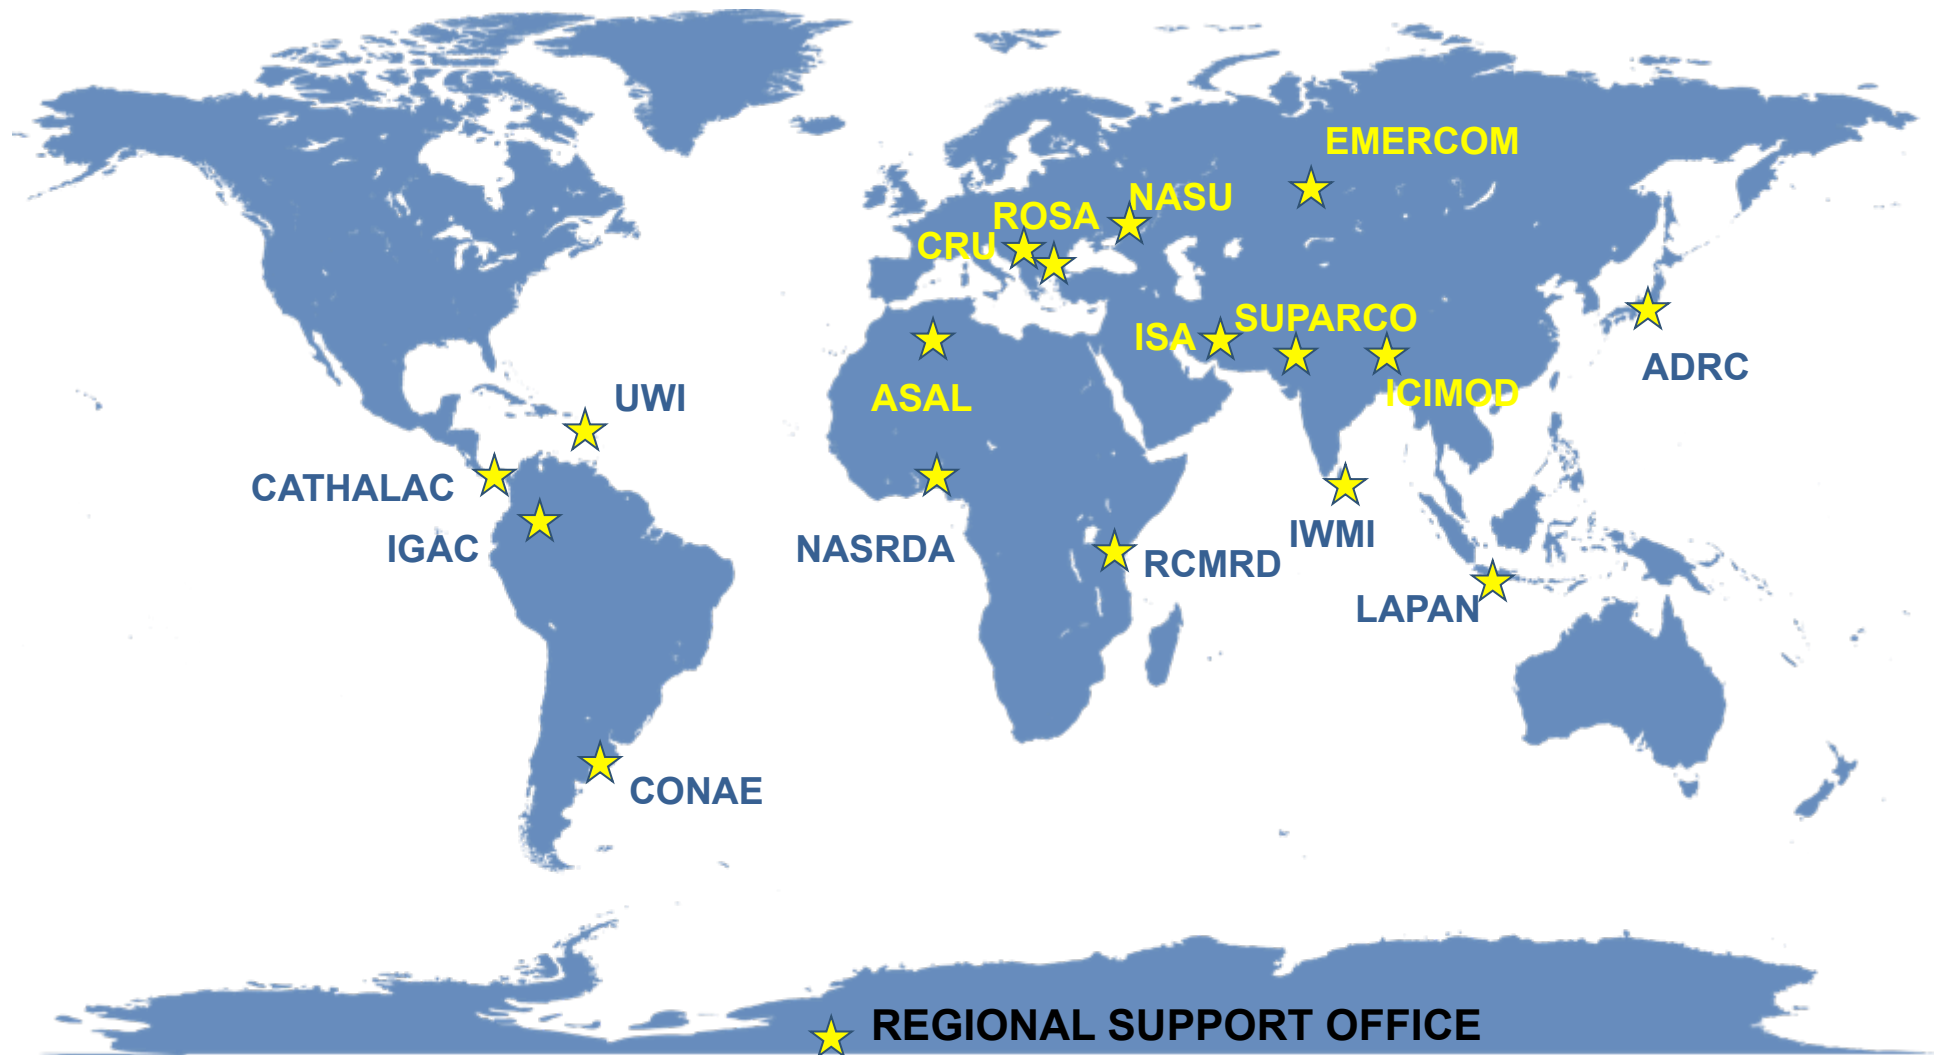 EMERCOM
NASU
ROSA
CRU
SUPARCO
ISA
ADRC
ICIMOD
UWI
ASAL
CATHALAC
IWMI
IGAC
NASRDA
RCMRD
LAPAN
CONAE
REGIONAL SUPPORT OFFICE